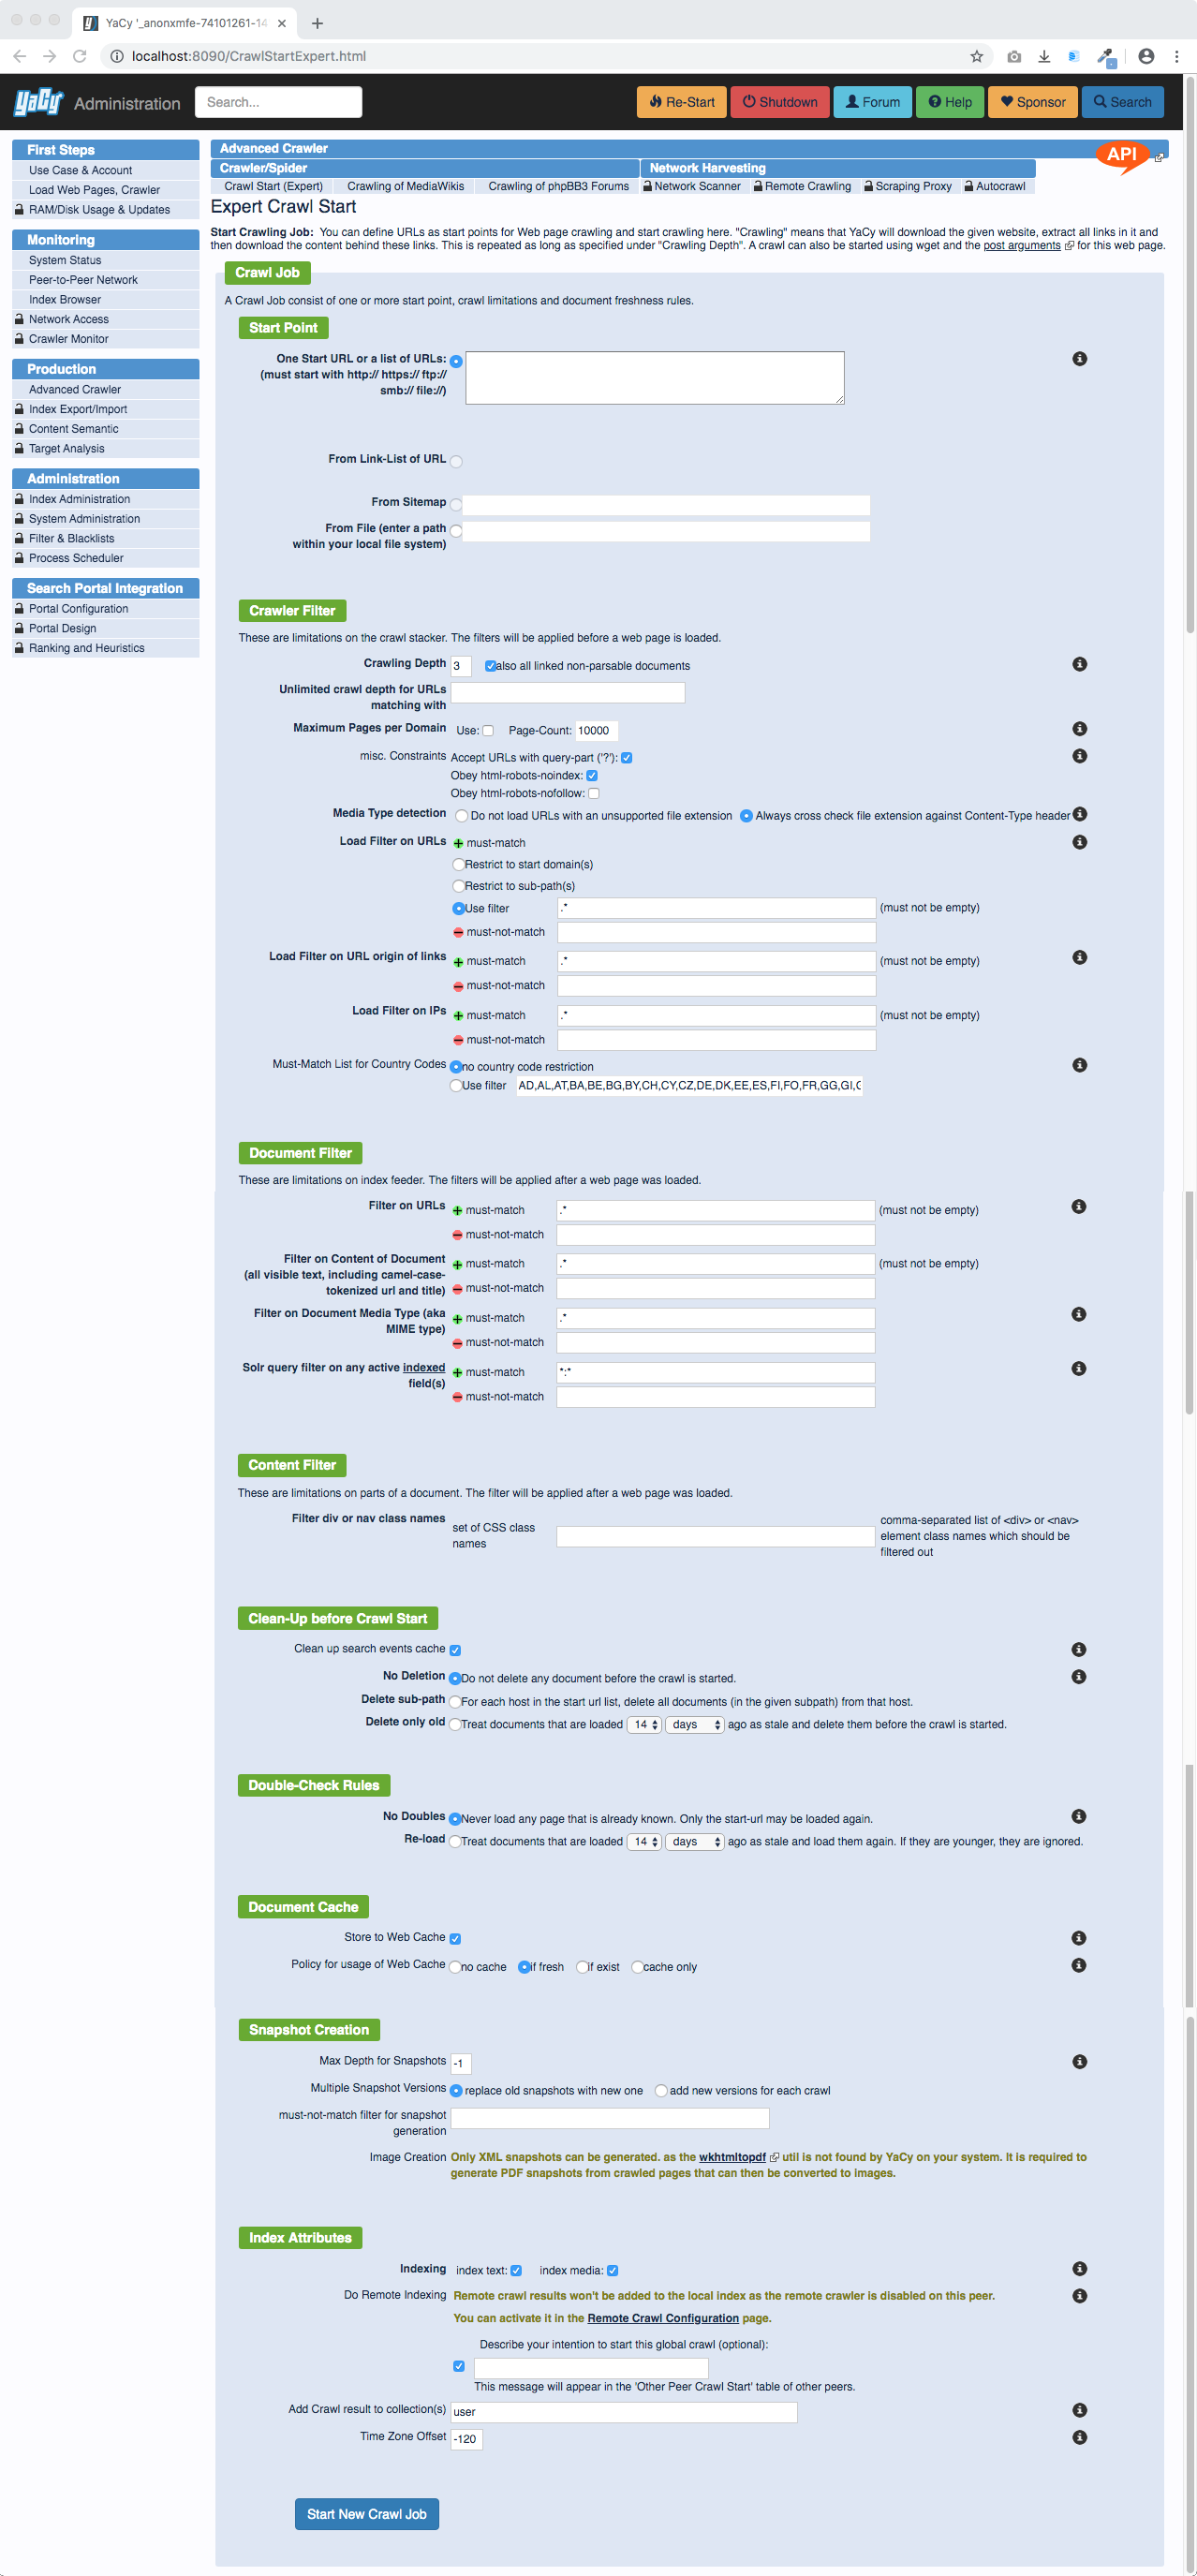 YaCy '_anonxmfe-74101261-14
localhost:8090/CrawlStartExpert.html
YaCy Administration
Search...
Re-Start
Shutdown
Forum
Help
Sponsor
Search
First Steps
Use Case & Account
Load Web Pages, Crawler
RAM/Disk Usage & Updates
Monitoring
System Status
Peer-to-Peer Network
Index Browser
Network Access
Crawler Monitor
Production
Advanced Crawler
Index Export/Import
Content Semantic
Target Analysis
Administration
Index Administration
System Administration
Filter & Blacklists
Process Scheduler
Search Portal Integration
Portal Configuration
Portal Design
Ranking and Heuristics
Advanced Crawler
API
Crawler/Spider
Network Harvesting
Crawl Start (Expert)
Crawling of MediaWikis
Crawling of phpBB3 Forums
Network Scanner
Remote Crawling
Scraping Proxy
Autocrawl
Expert Crawl Start
Start Crawling Job: You can define URLs as start points for Web page crawling and start crawling here. "Crawling" means that YaCy will download the given website, extract all links in it and
then download the content behind these links. This is repeated as long as specified under "Crawling Depth". A crawl can also be started using wget and the post arguments for this web page.
Crawl Job
A Crawl Job consist of one or more start point, crawl limitations and document freshness rules.
Start Point
One Start URL or a list of URLs:
(must start with http:// https:// ftp://
smb:// file://)
From Link-List of URL
From Sitemap
From File (enter a path
within your local file system)
Crawler Filter
These are limitations on the crawl stacker. The filters will be applied before a web page is loaded.
Crawling Depth 3 also all linked non-parsable documents
Unlimited crawl depth for URLs
matching with
Maximum Pages per Domain Use: Page-Count: 10000
misc. Constraints Accept URLs with query-part ('?'):
Obey html-robots-noindex:
Obey html-robots-nofollow:
Media Type detection Do not load URLs with an unsupported file extension Always cross check file extension against Content-Type header
Load Filter on URLs must-match
Restrict to start domain(s)
Restrict to sub-path(s)
Use filter .* (must not be empty)
must-not-match
Load Filter on URL origin of links must-match .* (must not be empty)
must-not-match
Load Filter on IPs must-match .* (must not be empty)
must-not-match
Must-Match List for Country Codes no country code restriction
Use filter AD,AL,AT,BA,BE,BG,BY,CH,CY,CZ,DE,DK,EE,ES,FI,FO,FR,GG,GI,
Document Filter
These are limitations on index feeder. The filters will be applied after a web page was loaded.
Filter on URLs must-match .* (must not be empty)
must-not-match
Filter on Content of Document
(all visible text, including camel-case-
tokenized url and title)
must-match .* (must not be empty)
must-not-match
Filter on Document Media Type (aka
MIME type)
must-match .*
must-not-match
Solr query filter on any active indexed
field(s)
must-match *:*
must-not-match
Content Filter
These are limitations on parts of a document. The filter will be applied after a web page was loaded.
Filter div or nav class names
set of CSS class
names
comma-separated list of <div> or <nav>
element class names which should be
filtered out
Clean-Up before Crawl Start
Clean up search events cache
No Deletion Do not delete any document before the crawl is started.
Delete sub-path For each host in the start url list, delete all documents (in the given subpath) from that host.
Delete only old Treat documents that are loaded 14 days ago as stale and delete them before the crawl is started.
Double-Check Rules
No Doubles Never load any page that is already known. Only the start-url may be loaded again.
Re-load Treat documents that are loaded 14 days ago as stale and load them again. If they are younger, they are ignored.
Document Cache
Store to Web Cache
Policy for usage of Web Cache no cache if fresh if exist cache only
Snapshot Creation
Max Depth for Snapshots -1
Multiple Snapshot Versions replace old snapshots with new one add new versions for each crawl
must-not-match filter for snapshot
generation
Image Creation Only XML snapshots can be generated. as the wkhtmltopdf util is not found by YaCy on your system. It is required to
generate PDF snapshots from crawled pages that can then be converted to images.
Index Attributes
Indexing index text: index media:
Do Remote Indexing Remote crawl results won't be added to the local index as the remote crawler is disabled on this peer.
You can activate it in the Remote Crawl Configuration page.
Describe your intention to start this global crawl (optional):
This message will appear in the 'Other Peer Crawl Start' table of other peers.
Add Crawl result to collection(s) user
Time Zone Offset -120
Start New Crawl Job